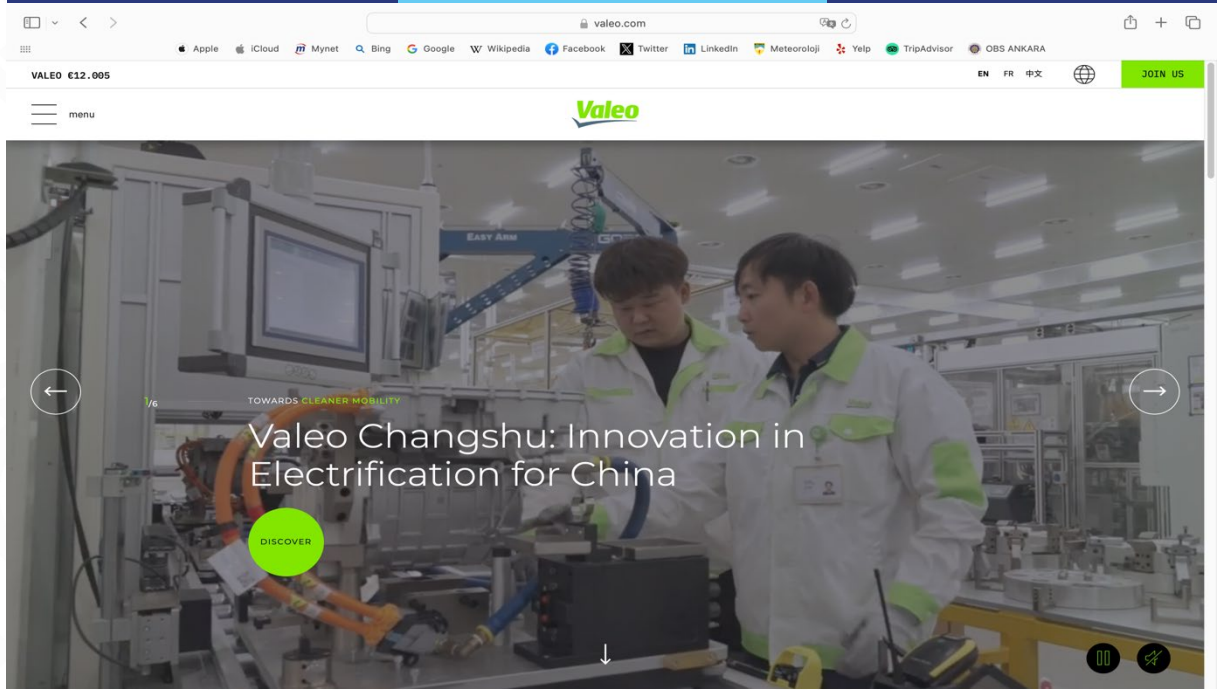 valeo.com
Apple iCloud Mynet Bing Google Wikipedia Facebook Twitter LinkedIn Meteoroloji Yelp TripAdvisor OBS ANKARA
VALEO €12.005 EN FR 中文 JOIN US
menu Valeo
EASY ARM
1/6 TOWARDS CLEANER MOBILITY
Valeo Changshu: Innovation in
Electrification for China
DISCOVER